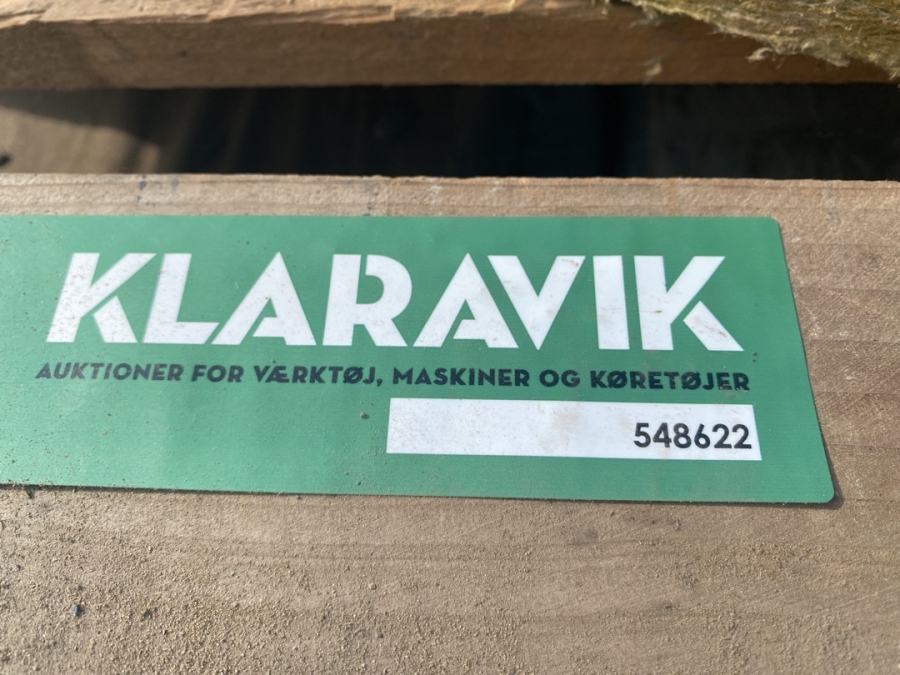 KLARAVIK
AUKTIONER FOR VÆRKTØJ, MASKINER OG KØRETØJER
548622